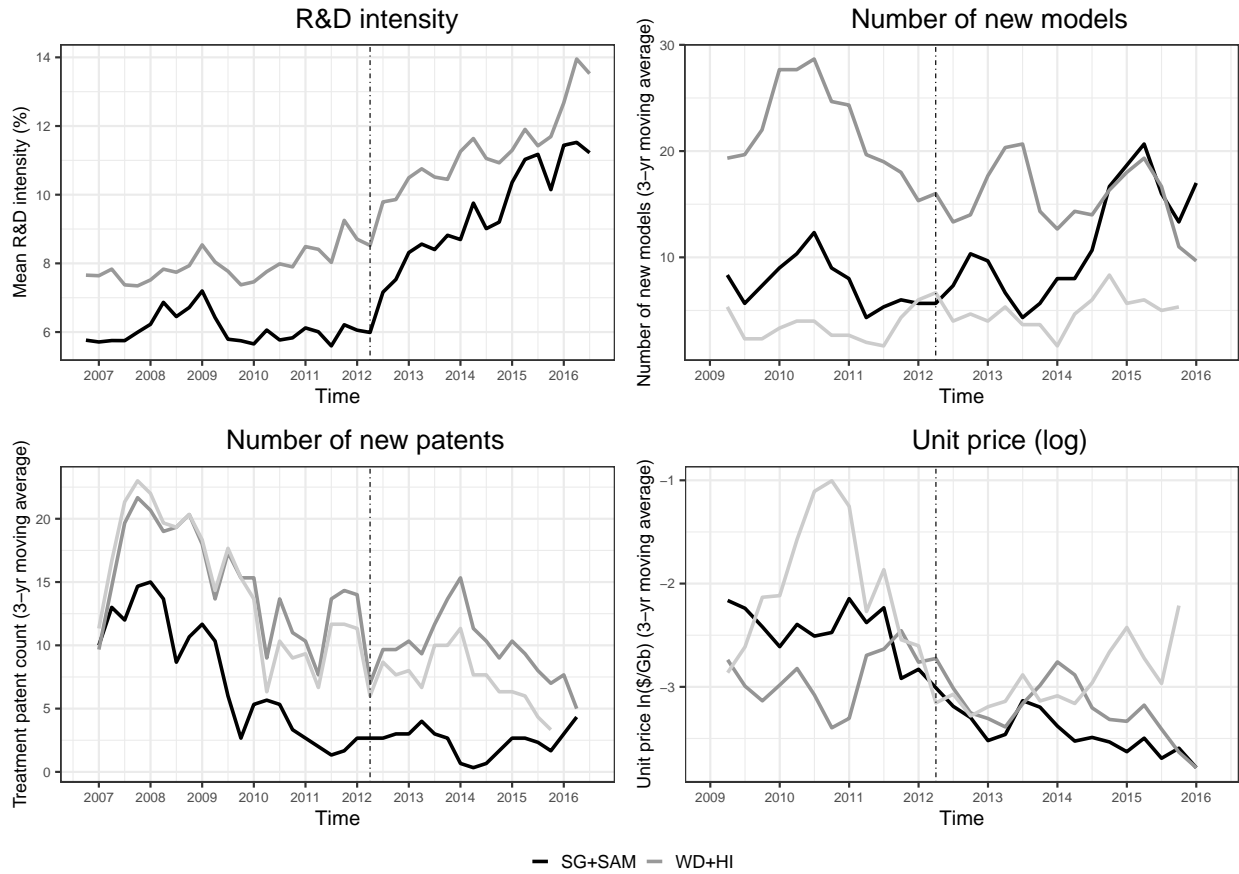 R&D intensity
Mean R&D intensity (%)
14
12
10
8
6
2007 2008 2009 2010 2011 2012 2013 2014 2015 2016
Time
Number of new models
Number of new models (3−yr moving average)
30
20
10
2009 2010 2011 2012 2013 2014 2015 2016
Time
Number of new patents
Treatment patent count (3−yr moving average)
20
15
10
5
0
2007 2008 2009 2010 2011 2012 2013 2014 2015 2016
Time
Unit price (log)
Unit price ln($/Gb) (3−yr moving average)
−1
−2
−3
2009 2010 2011 2012 2013 2014 2015 2016
Time
SG+SAM WD+HI